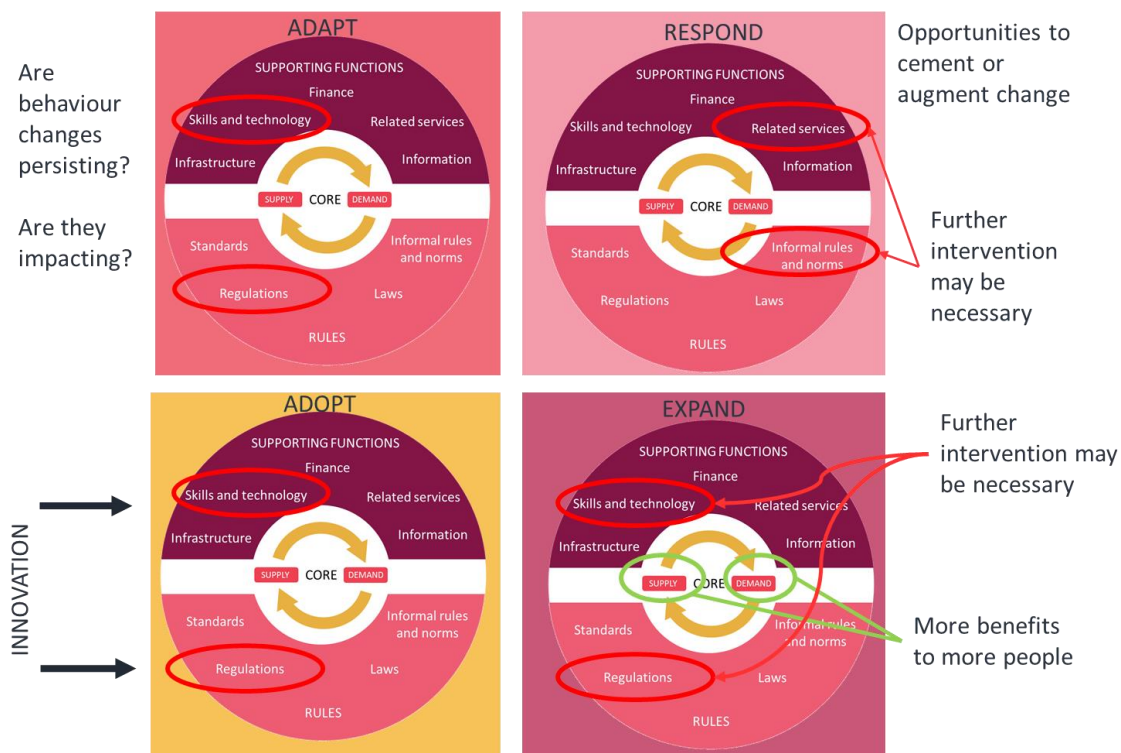 Are
behaviour
changes
persisting?
Are they
impacting?
ADAPT
SUPPORTING FUNCTIONS
Finance
Skills and technology
Related services
Infrastructure
Information
SUPPLY
CORE
DEMAND
Standards
Informal rules
and norms
Regulations
Laws
RULES
RESPOND
SUPPORTING FUNCTIONS
Finance
Skills and technology
Related services
Infrastructure
Information
SUPPLY
CORE
DEMAND
Standards
Informal rules
and norms
Regulations
Laws
RULES
Opportunities to
cement or
augment change
Further
intervention
may be
necessary
INNOVATION
ADOPT
SUPPORTING FUNCTIONS
Finance
Skills and technology
Related services
Infrastructure
Information
SUPPLY
CORE
DEMAND
Standards
Informal rules
and norms
Regulations
Laws
RULES
EXPAND
SUPPORTING FUNCTIONS
Finance
Skills and technology
Related services
Infrastructure
Information
SUPPLY
CORE
DEMAND
Standards
Informal rules
and norms
Regulations
Laws
RULES
Further
intervention may
be necessary
More benefits
to more people